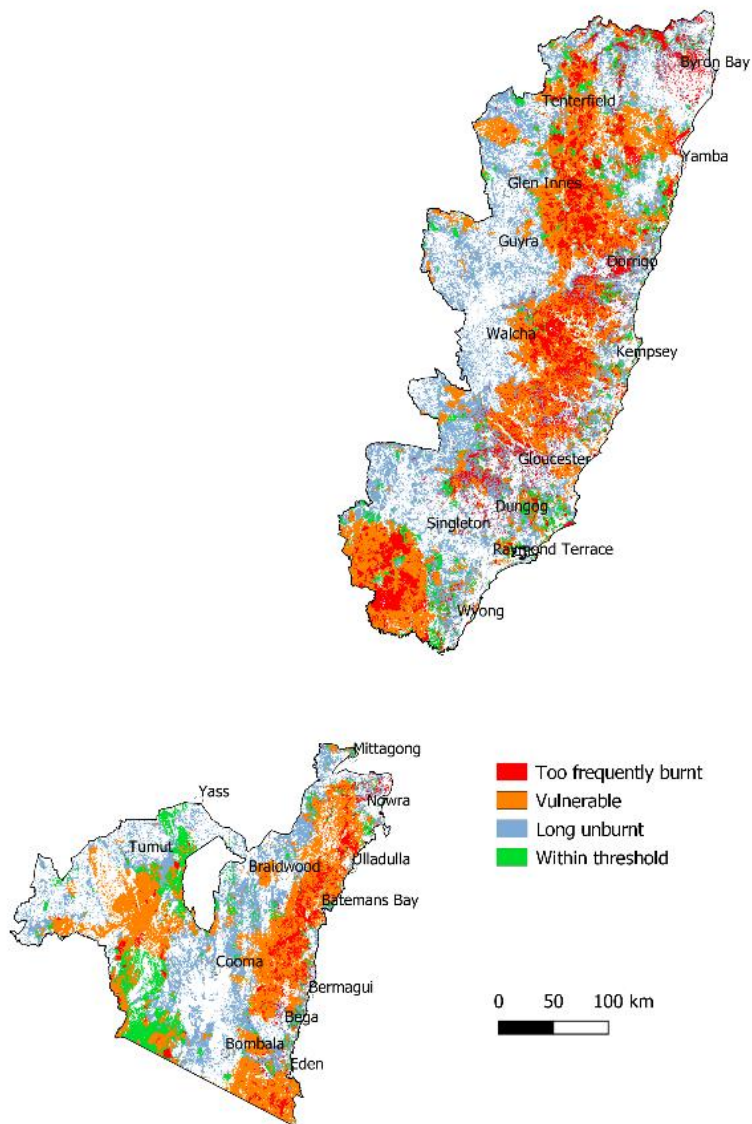 Byron Bay
Tenterfield
Yamba
Glen Innes
Guyra
Dorrigo
Walcha
Kempsey
Gloucester
Dungog
Singleton
Raymond Terrace
Wyong
Mittagong
Yass
Nowra
Tumut
Braidwood
Ulladulla
Batemans Bay
Cooma
Bermagui
Bega
Bombala
Eden
Too frequently burnt
Vulnerable
Long unburnt
Within threshold
0 50 100 km